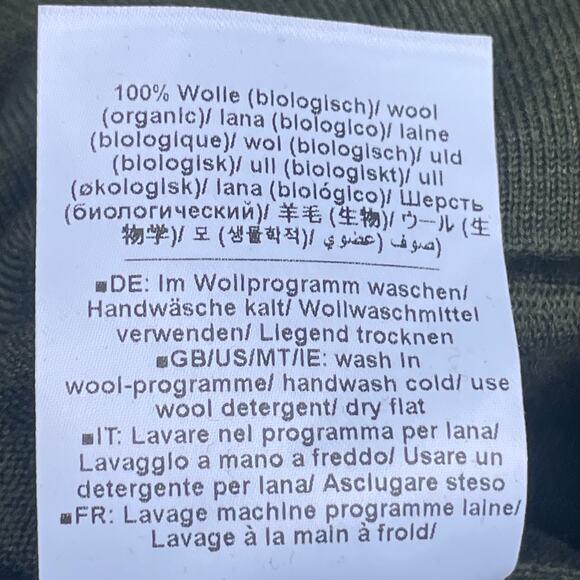 100% Wolle (biologisch)/ wool
(organic)/ lana (biologico)/ laine
(biologique)/ wol (biologisch)/ uld
(biologisk)/ ull (biologiskt)/ ull
(økologisk)/ lana (biológico)/ Шерсть
(биологический)/ 羊毛 (生物)/ ウール (生
物学)/ 모 (생물학적)/ صوف (عضوي)
■DE: Im Wollprogramm waschen/
Handwäsche kalt/ Wollwaschmittel
verwenden/ Liegend trocknen
■GB/US/MT/IE: wash in
wool-programme/ handwash cold/ use
wool detergent/ dry flat
■IT: Lavare nel programma per lana/
Lavaggio a mano a freddo/ Usare un
detergente per lana/ Asciugare steso
■FR: Lavage machine programme laine/
Lavage à la main à froid/